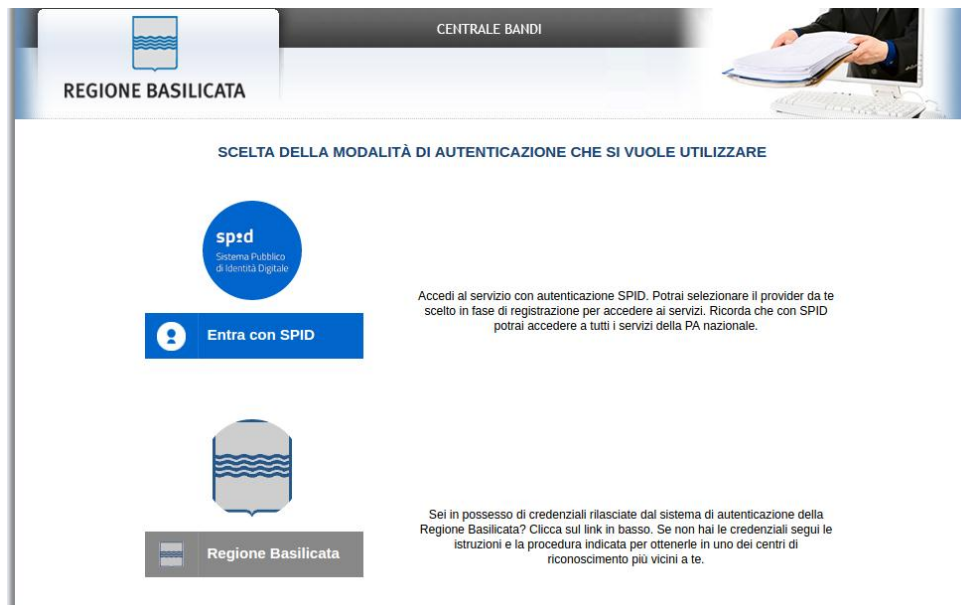 CENTRALE BANDI
REGIONE BASILICATA
SCELTA DELLA MODALITÀ DI AUTENTICAZIONE CHE SI VUOLE UTILIZZARE
sp:d
Sistema Pubblico
di Identità Digitale
Entra con SPID
Accedi al servizio con autenticazione SPID. Potrai selezionare il provider da te
scelto in fase di registrazione per accedere ai servizi. Ricorda che con SPID
potrai accedere a tutti i servizi della PA nazionale.
Regione Basilicata
Sei in possesso di credenziali rilasciate dal sistema di autenticazione della
Regione Basilicata? Clicca sul link in basso. Se non hai le credenziali segui le
istruzioni e la procedura indicata per ottenerle in uno dei centri di
riconoscimento più vicini a te.